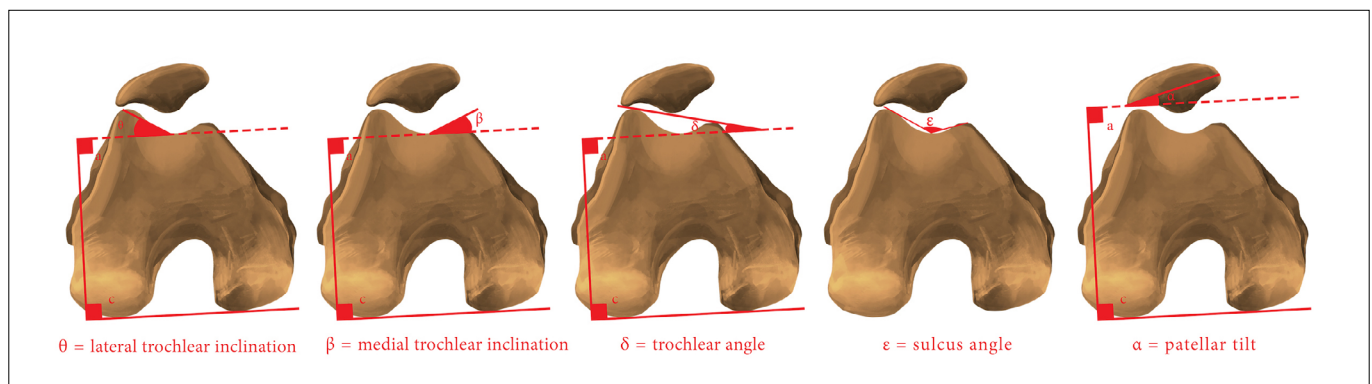 θ
a
c
θ = lateral trochlear inclination
β
a
c
β = medial trochlear inclination
δ
a
c
δ = trochlear angle
ε
ε = sulcus angle
α
a
c
α = patellar tilt